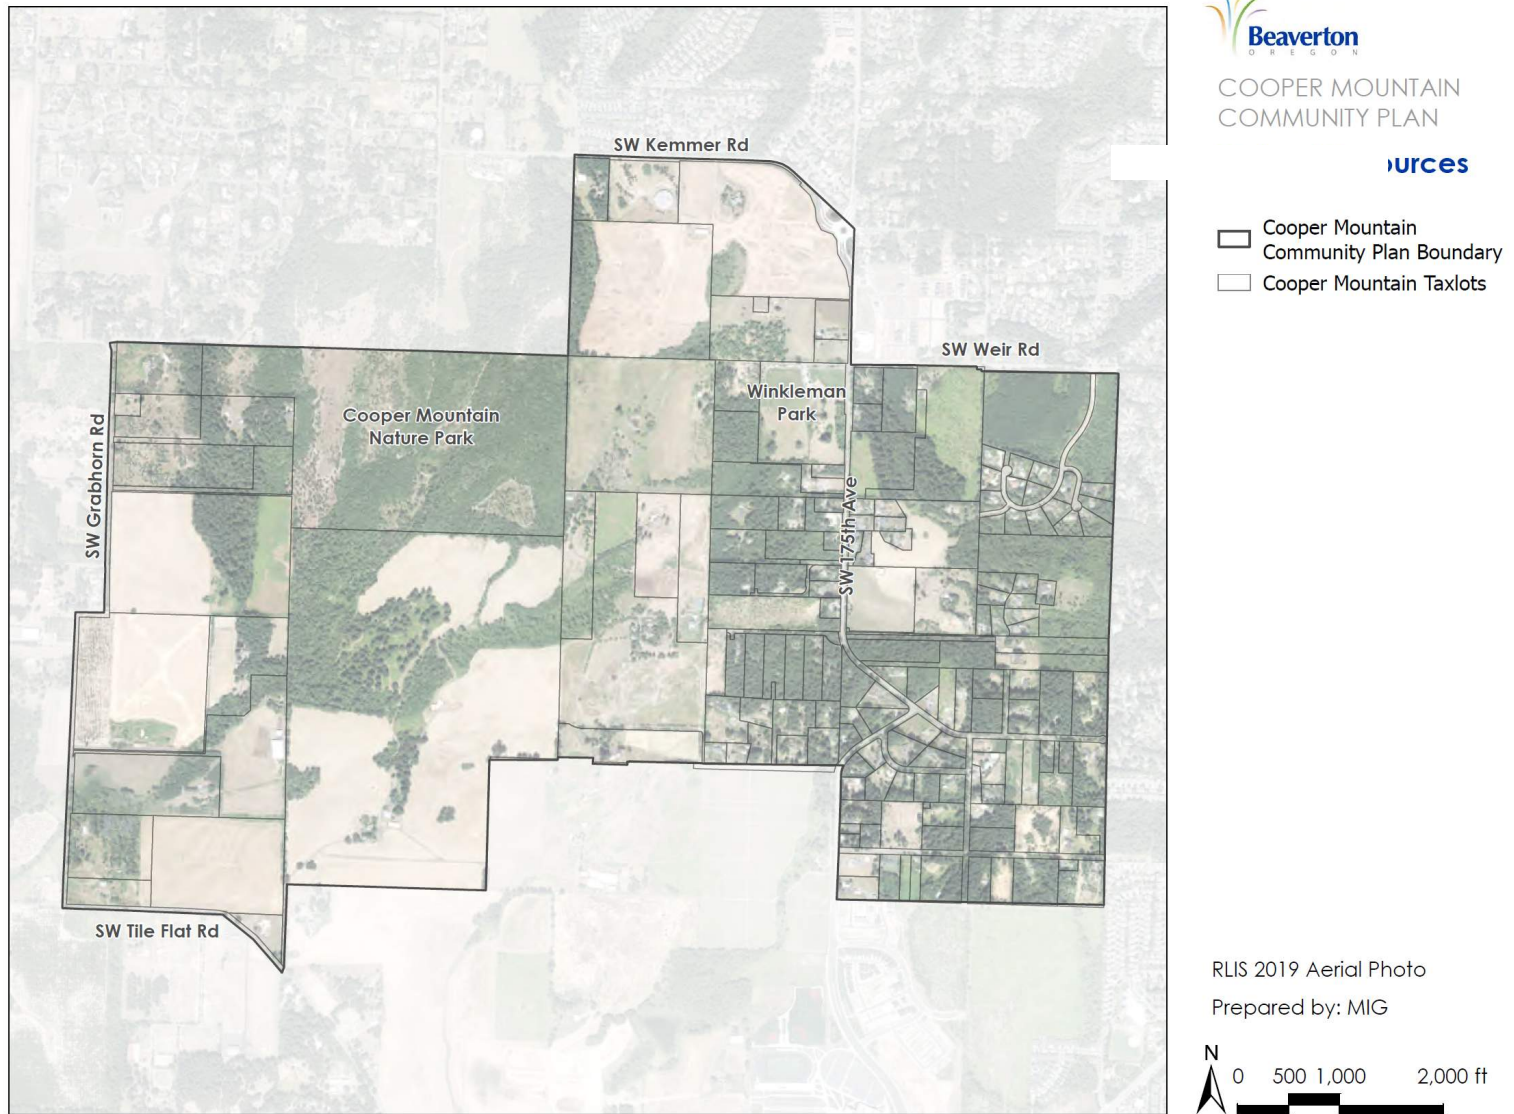 Beaverton
OREGON
COOPER MOUNTAIN
COMMUNITY PLAN
Cooper Mountain
Community Plan Boundary
Cooper Mountain Taxlots
SW Kemmer Rd
SW Weir Rd
Winkleman
Park
Cooper Mountain
Nature Park
SW Grabhorn Rd
SW 175th Ave
SW Tile Flat Rd
RLIS 2019 Aerial Photo
Prepared by: MIG
N
0 500 1,000 2,000 ft